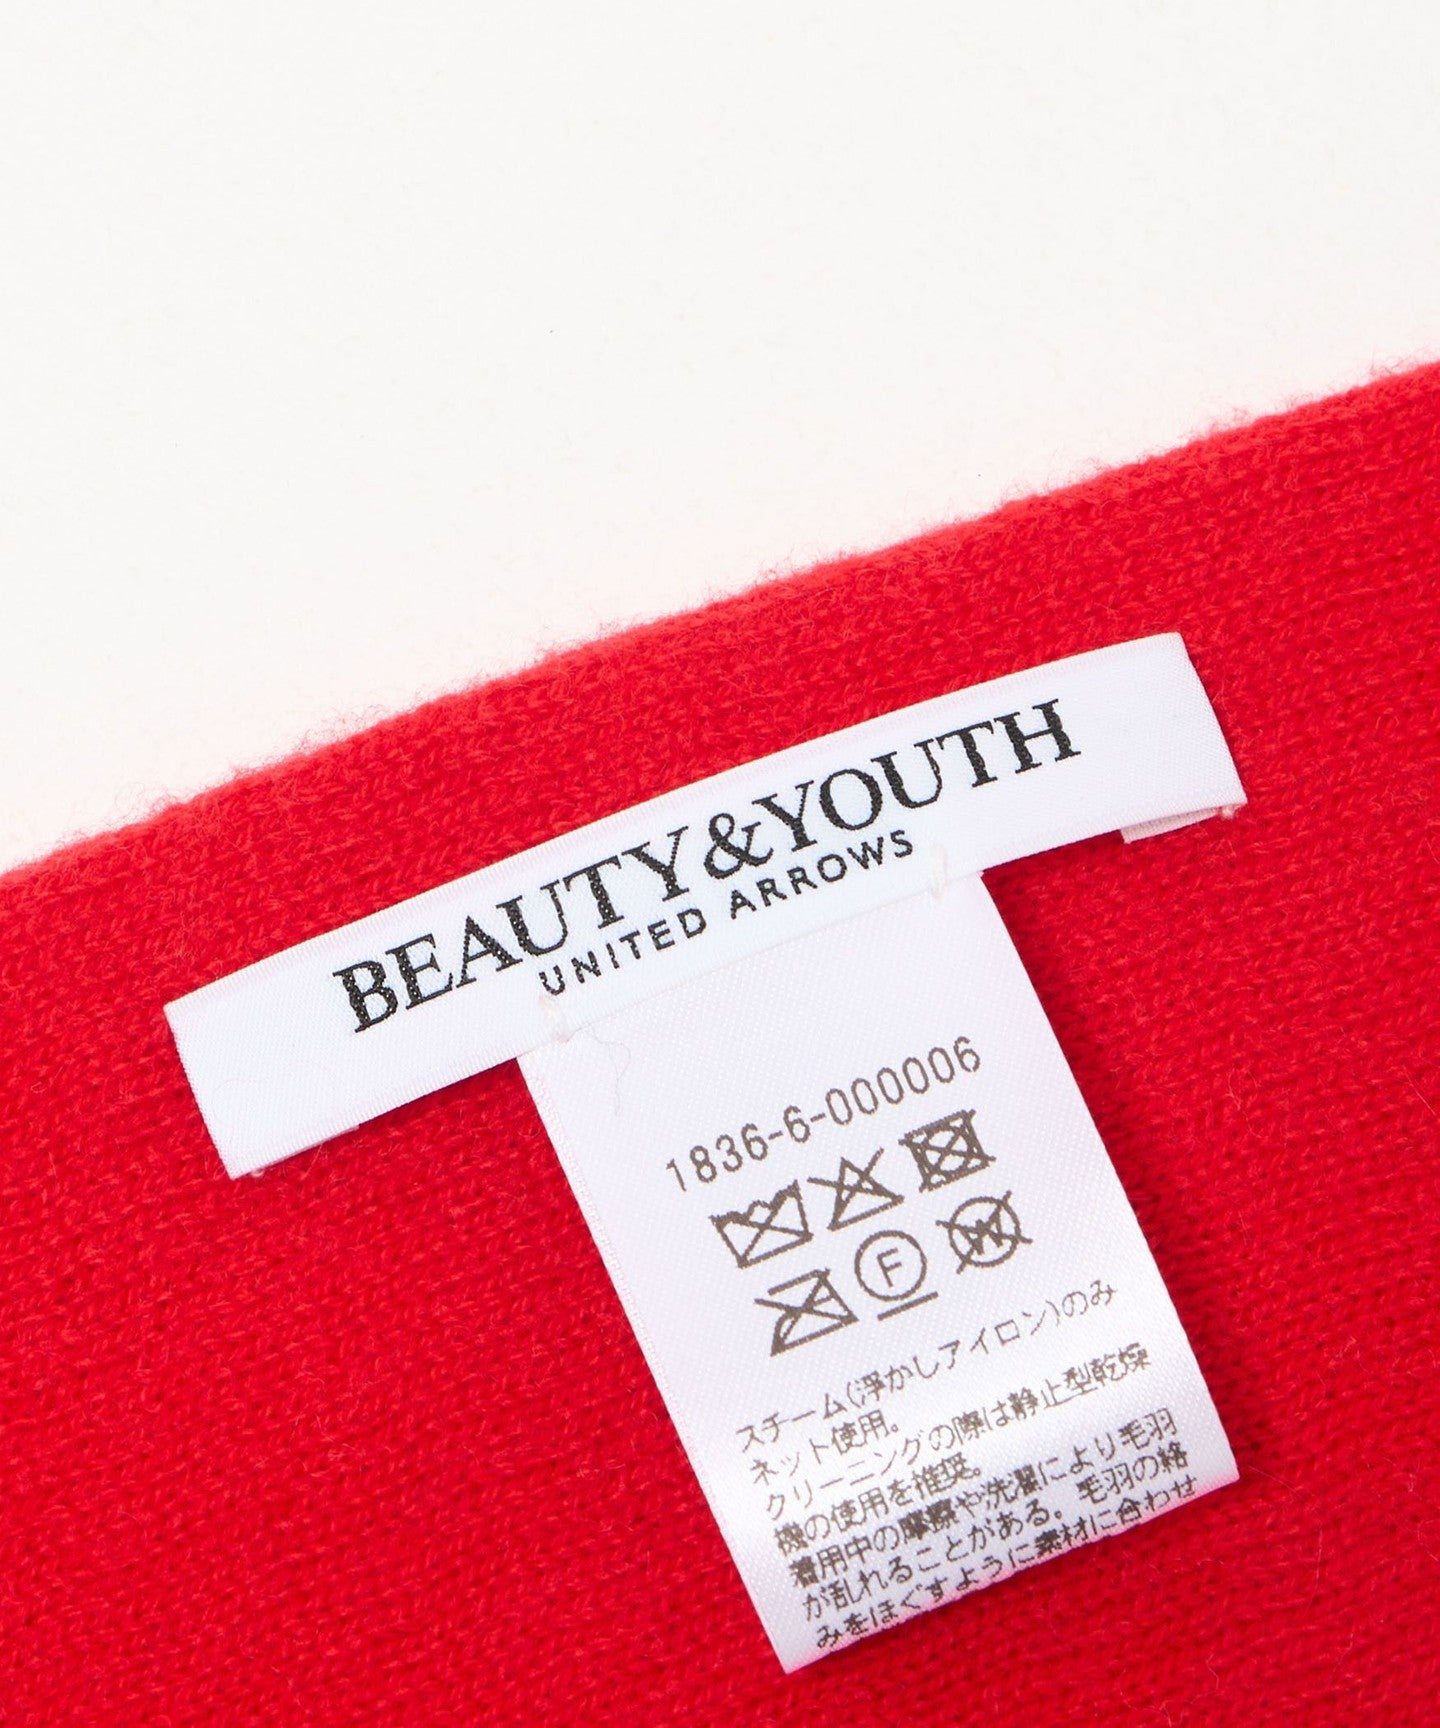 BEAUTY&YOUTH
UNITED ARROWS
1836-6-000006
F
W
スチーム(浮かしアイロン)のみ
ネット使用。
クリーニングの際は静止型乾燥
機の使用を推奨。
着用中の摩擦や洗濯により毛羽
が乱れることがある。毛羽の絡
みをほぐすように素材に合わせ